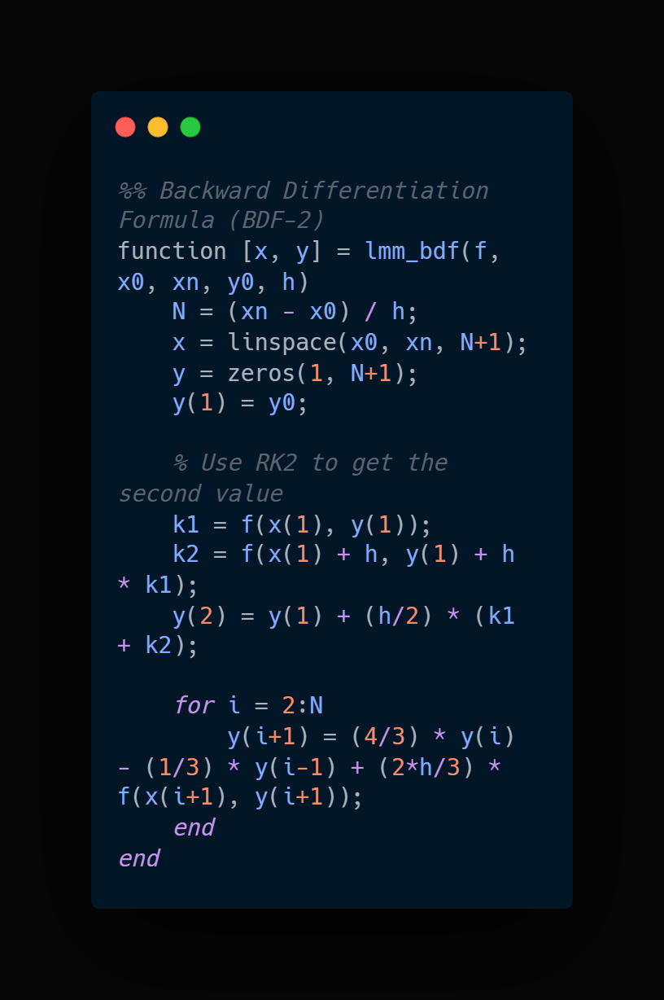 %% Backward Differentiation
Formula (BDF-2)
function [x, y] = lmm_bdf(f,
x0, xn, y0, h)
    N = (xn - x0) / h;
    x = linspace(x0, xn, N+1);
    y = zeros(1, N+1);
    y(1) = y0;

    % Use RK2 to get the
second value
    k1 = f(x(1), y(1));
    k2 = f(x(1) + h, y(1) + h
* k1);
    y(2) = y(1) + (h/2) * (k1
+ k2);

    for i = 2:N
        y(i+1) = (4/3) * y(i)
- (1/3) * y(i-1) + (2*h/3) *
f(x(i+1), y(i+1));
    end
end